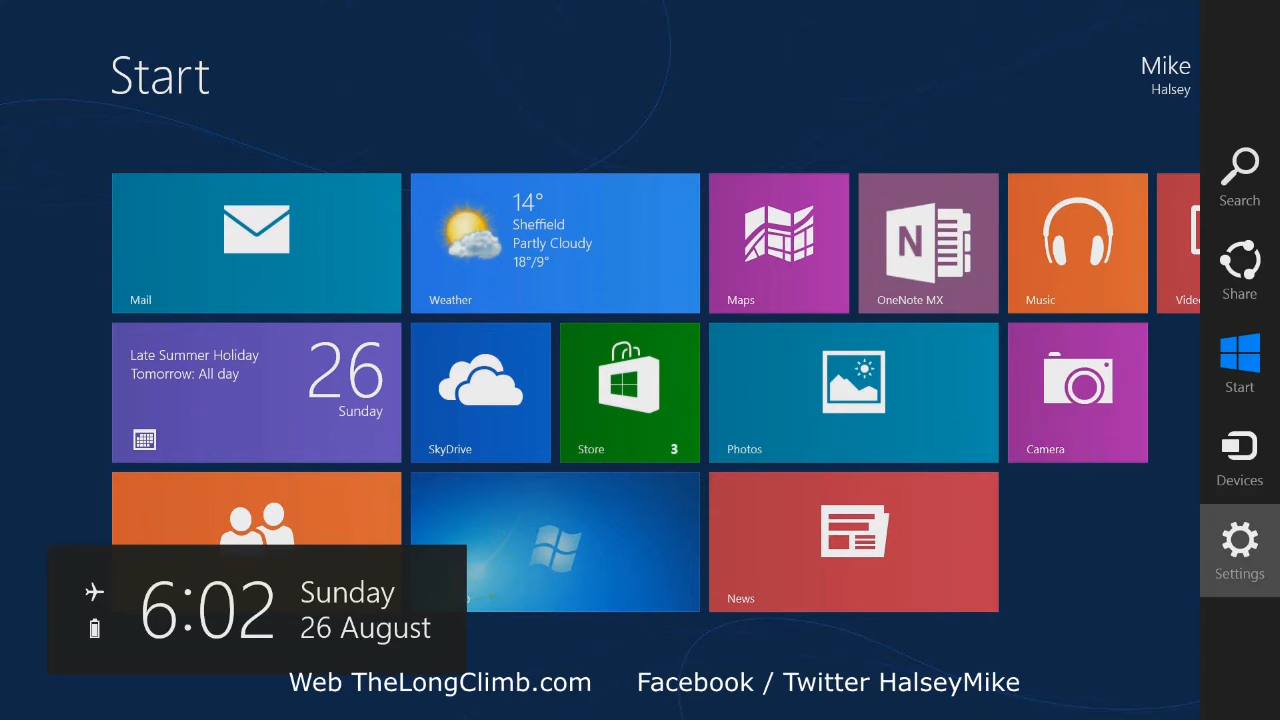 Start
Mike
Halsey
Mail
14°
Sheffield
Partly Cloudy
18°/9°
Weather
Maps
N
OneNote MX
Music
Late Summer Holiday
Tomorrow: All day
26
Sunday
SkyDrive
Store
3
Photos
Camera
News
Search
Share
Start
Devices
Settings
6:02
Sunday
26 August
Web TheLongClimb.com
Facebook / Twitter HalseyMike